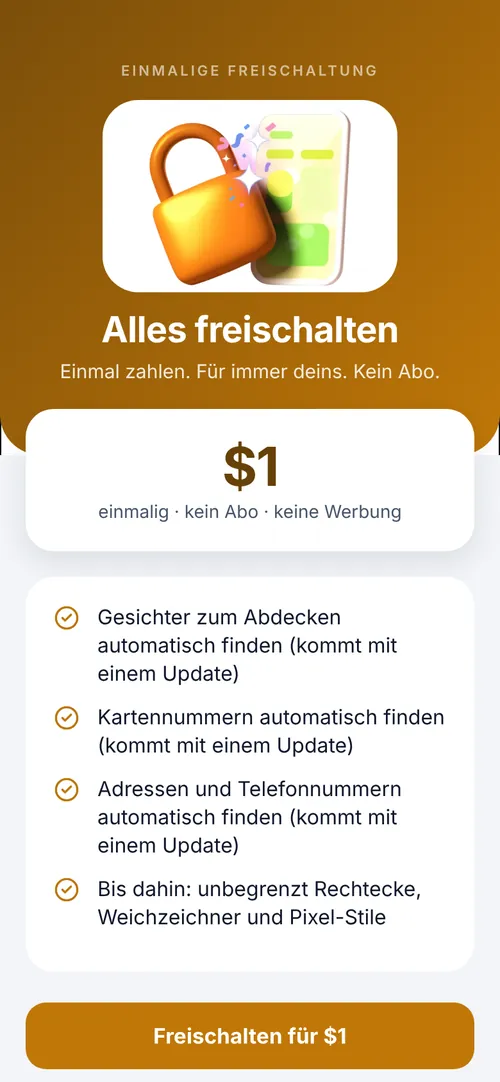 EINMALIGE FREISCHALTUNG
Alles freischalten
Einmal zahlen. Für immer deins. Kein Abo.
$1
einmalig · kein Abo · keine Werbung
Gesichter zum Abdecken
automatisch finden (kommt mit
einem Update)
Kartennummern automatisch finden
(kommt mit einem Update)
Adressen und Telefonnummern
automatisch finden (kommt mit
einem Update)
Bis dahin: unbegrenzt Rechtecke,
Weichzeichner und Pixel-Stile
Freischalten für $1